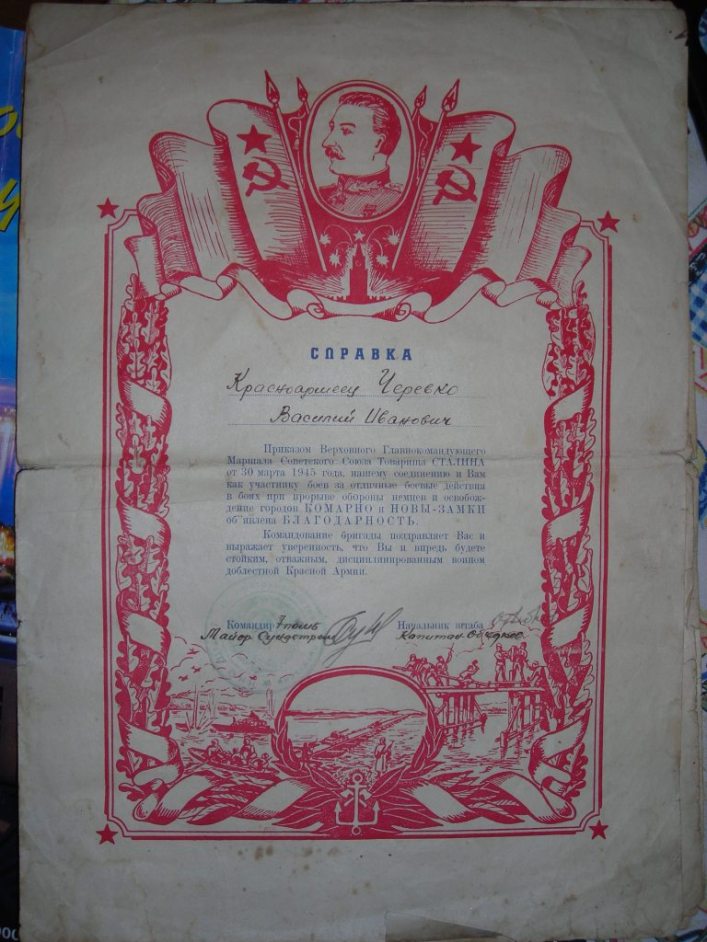 СПРАВКА
Красноармеец Черевко
Василий Иванович
Приказом Верховного Главнокомандующего
Маршала Советского Союза Товарища СТАЛИНА
от 30 марта 1945 года, нашему соединению и Вам
как участнику боев за отличные боевые действия
в боях при прорыве обороны немцев и освобож-
дение городов КОМАРНО и НОВЫ-ЗАМКИ
об'явлена БЛАГОДАРНОСТЬ.
Командование бригады поздравляет Вас и
выражает уверенность, что Вы и впредь будете
стойким, отважным, дисциплинированным воином
доблестной Красной Армии.
Командир Начальник штаба
Майор Капитан